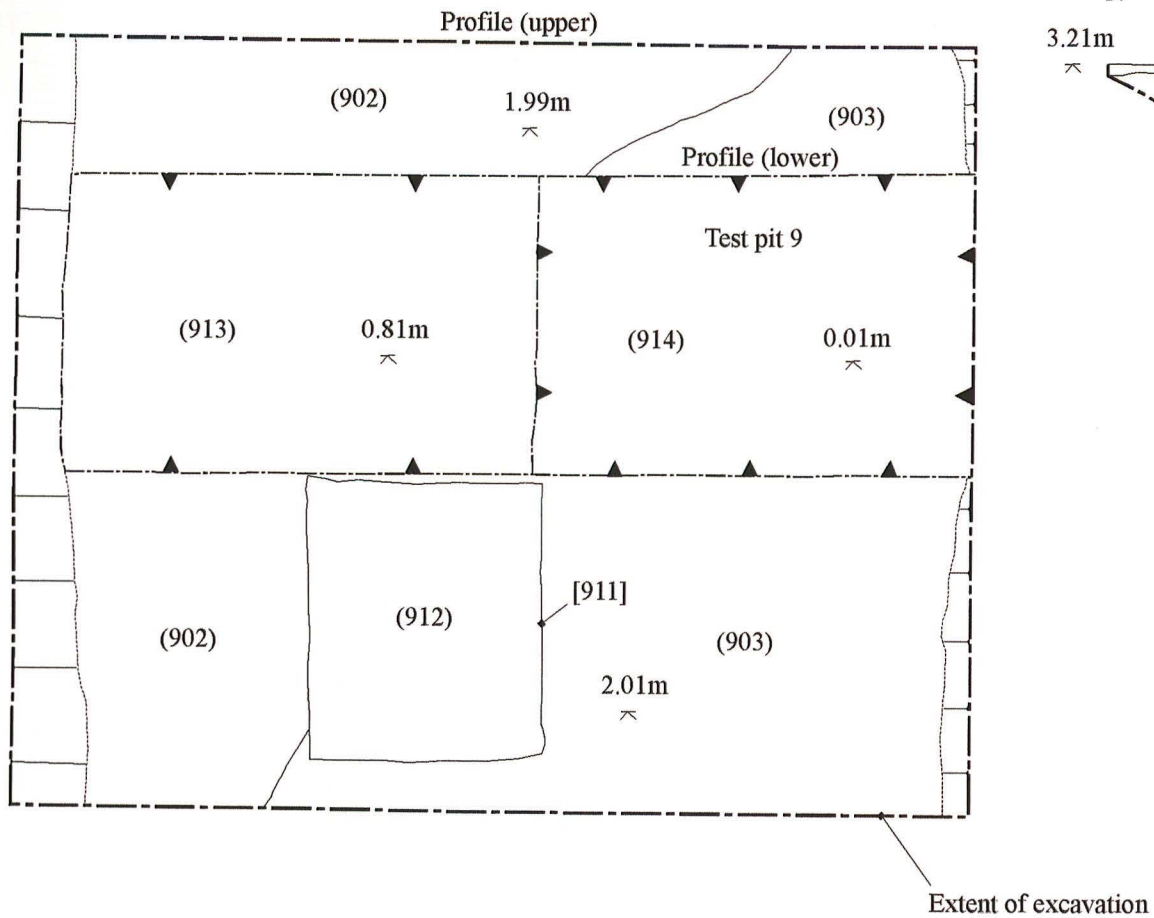 Profile (upper)
3.21m
(902)
1.99m
(903)
Profile (lower)
Test pit 9
(913)
0.81m
(914)
0.01m
[911]
(902)
(912)
(903)
2.01m
Extent of excavation